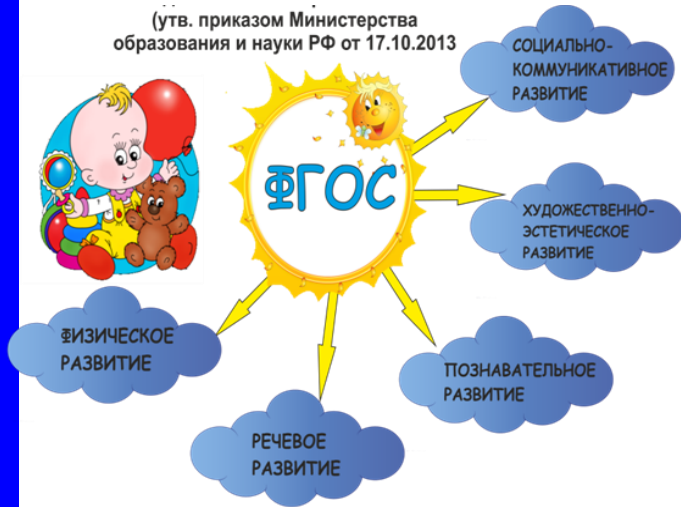 (утв. приказом Министерства
образования и науки РФ от 17.10.2013
СОЦИАЛЬНО-
КОММУНИКАТИВНОЕ
РАЗВИТИЕ
ФГОС
ХУДОЖЕСТВЕННО-
ЭСТЕТИЧЕСКОЕ
РАЗВИТИЕ
ФИЗИЧЕСКОЕ
РАЗВИТИЕ
ПОЗНАВАТЕЛЬНОЕ
РАЗВИТИЕ
РЕЧЕВОЕ
РАЗВИТИЕ